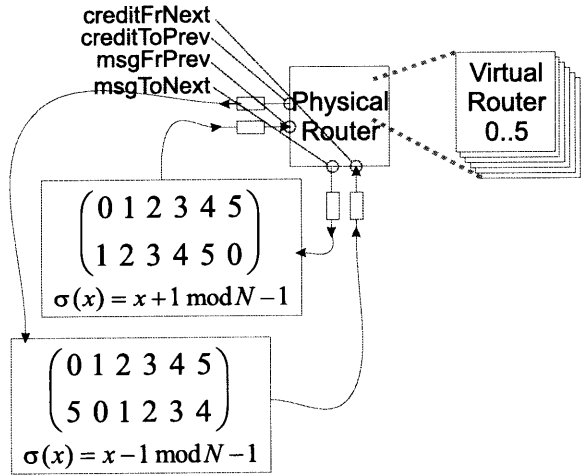 creditFrNext
creditToPrev
msgFrPrev
msgToNext
Physical
Router
Virtual
Router
0..5
( 0 1 2 3 4 5 )
( 1 2 3 4 5 0 )
σ(x) = x + 1 mod N − 1
( 0 1 2 3 4 5 )
( 5 0 1 2 3 4 )
σ(x) = x − 1 mod N − 1